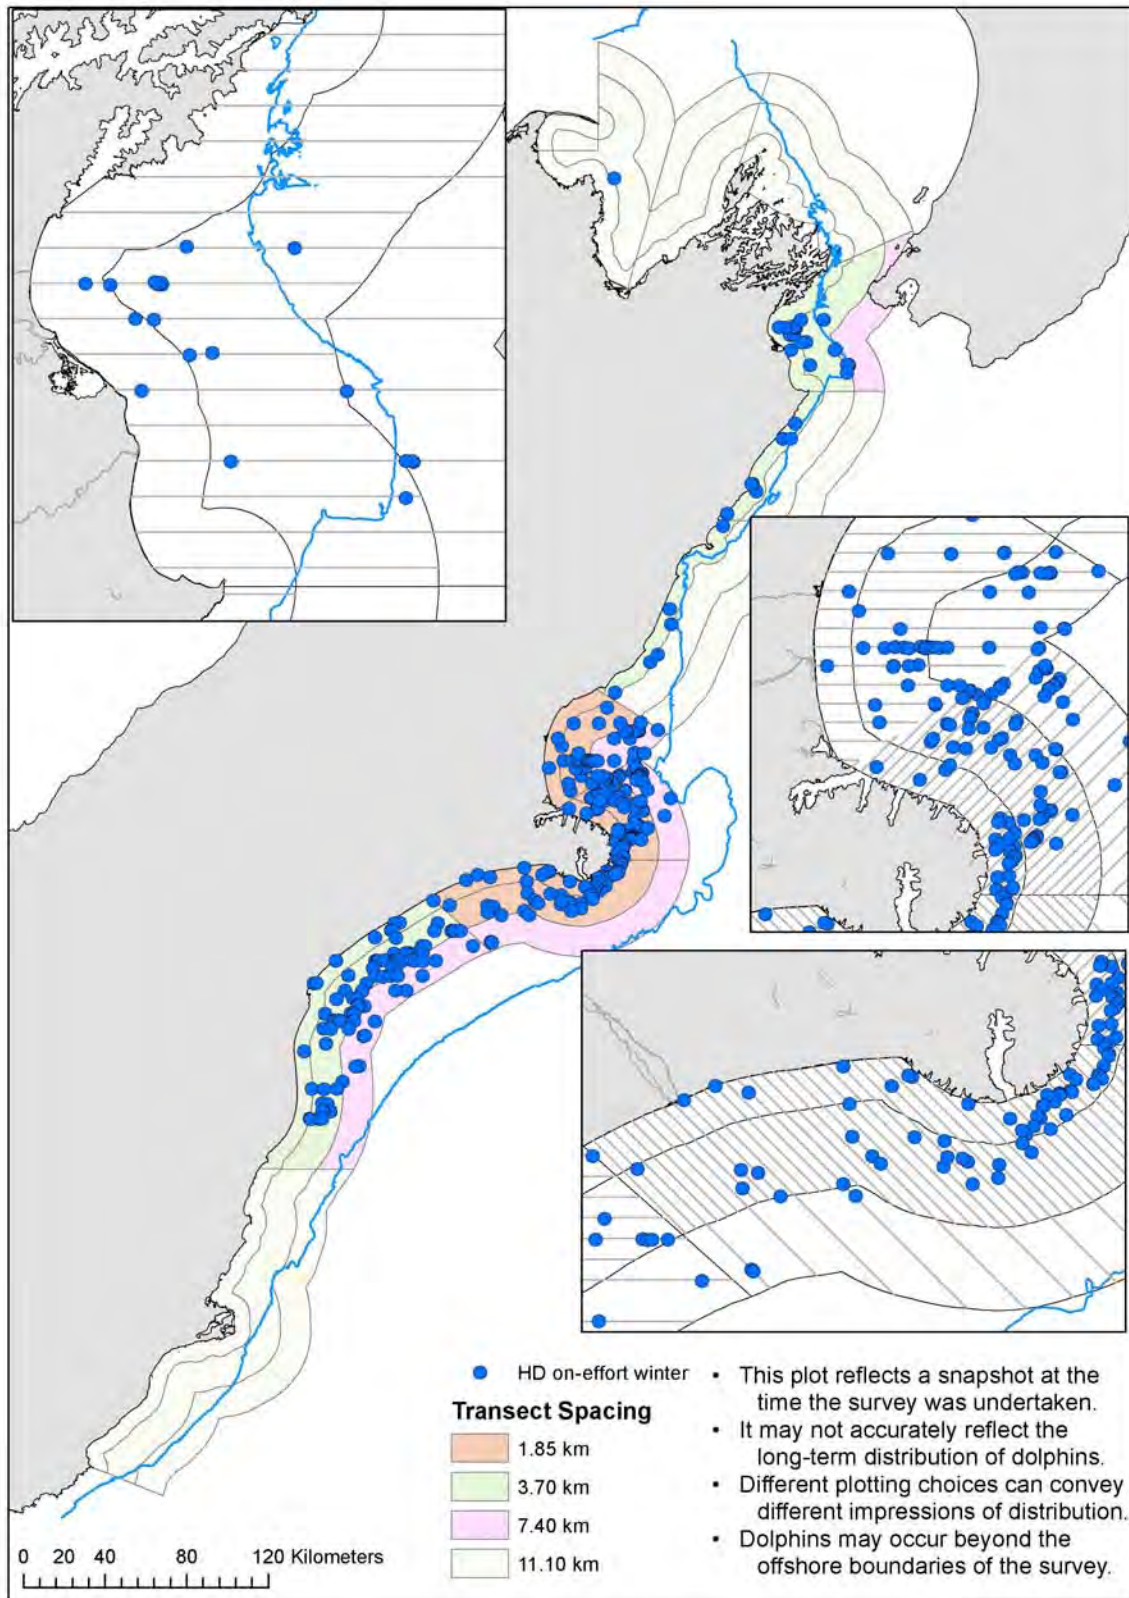 HD on-effort winter
Transect Spacing
1.85 km
3.70 km
7.40 km
11.10 km
0 20 40 80 120 Kilometers
• This plot reflects a snapshot at the
time the survey was undertaken.
• It may not accurately reflect the
long-term distribution of dolphins.
• Different plotting choices can convey
different impressions of distribution.
• Dolphins may occur beyond the
offshore boundaries of the survey.